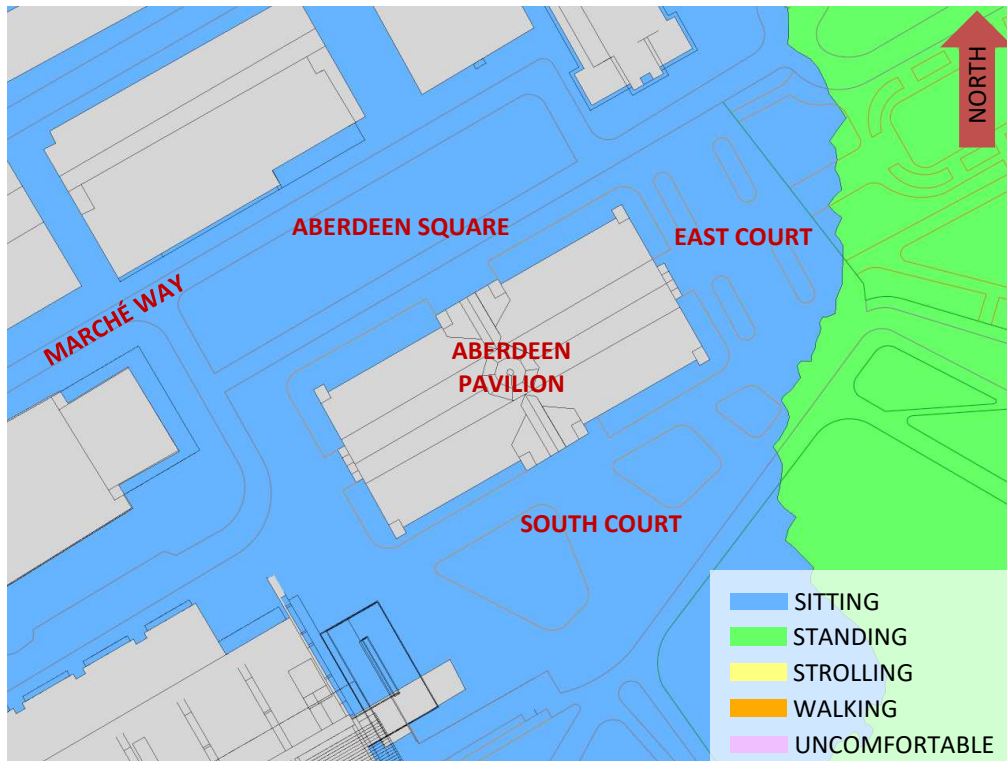 NORTH
ABERDEEN SQUARE
EAST COURT
MARCHÉ WAY
ABERDEEN
PAVILION
SOUTH COURT
SITTING
STANDING
STROLLING
WALKING
UNCOMFORTABLE